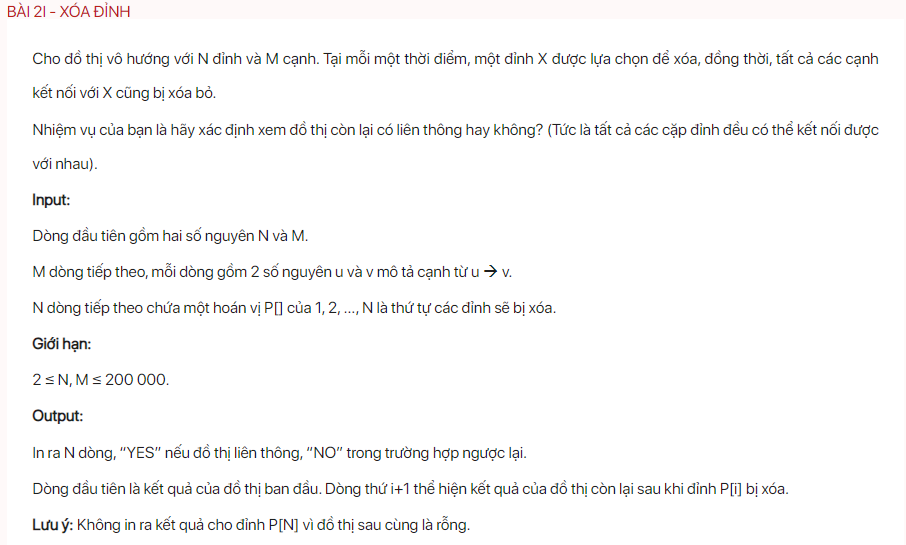 BÀI 2I - XÓA ĐỈNH
Cho đồ thị vô hướng với N đỉnh và M cạnh. Tại mỗi một thời điểm, một đỉnh X được lựa chọn để xóa, đồng thời, tất cả các cạnh
kết nối với X cũng bị xóa bỏ.
Nhiệm vụ của bạn là hãy xác định xem đồ thị còn lại có liên thông hay không? (Tức là tất cả các cặp đỉnh đều có thể kết nối được
với nhau).
Input:
Dòng đầu tiên gồm hai số nguyên N và M.
M dòng tiếp theo, mỗi dòng gồm 2 số nguyên u và v mô tả cạnh từ u → v.
N dòng tiếp theo chứa một hoán vị P[] của 1, 2, ..., N là thứ tự các đỉnh sẽ bị xóa.
Giới hạn:
2 ≤ N, M ≤ 200 000.
Output:
In ra N dòng, “YES” nếu đồ thị liên thông, “NO” trong trường hợp ngược lại.
Dòng đầu tiên là kết quả của đồ thị ban đầu. Dòng thứ i+1 thể hiện kết quả của đồ thị còn lại sau khi đỉnh P[i] bị xóa.
Lưu ý: Không in ra kết quả cho đỉnh P[N] vì đồ thị sau cùng là rỗng.